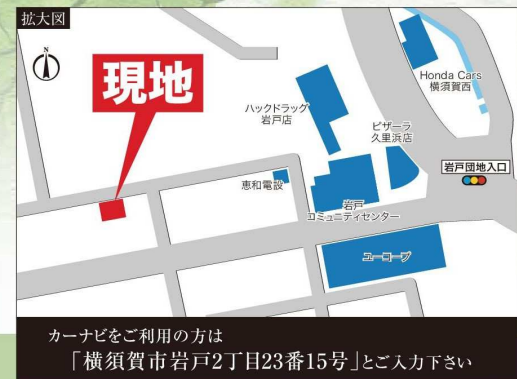 拡大図
N
現地
Honda Cars
横須賀西
ハックドラッグ
岩戸店
ピザーラ
久里浜店
岩戸団地入口
恵和電設
岩戸
コミュニティセンター
ユーコープ
カーナビをご利用の方は
「横須賀市岩戸2丁目23番15号」とご入力下さい